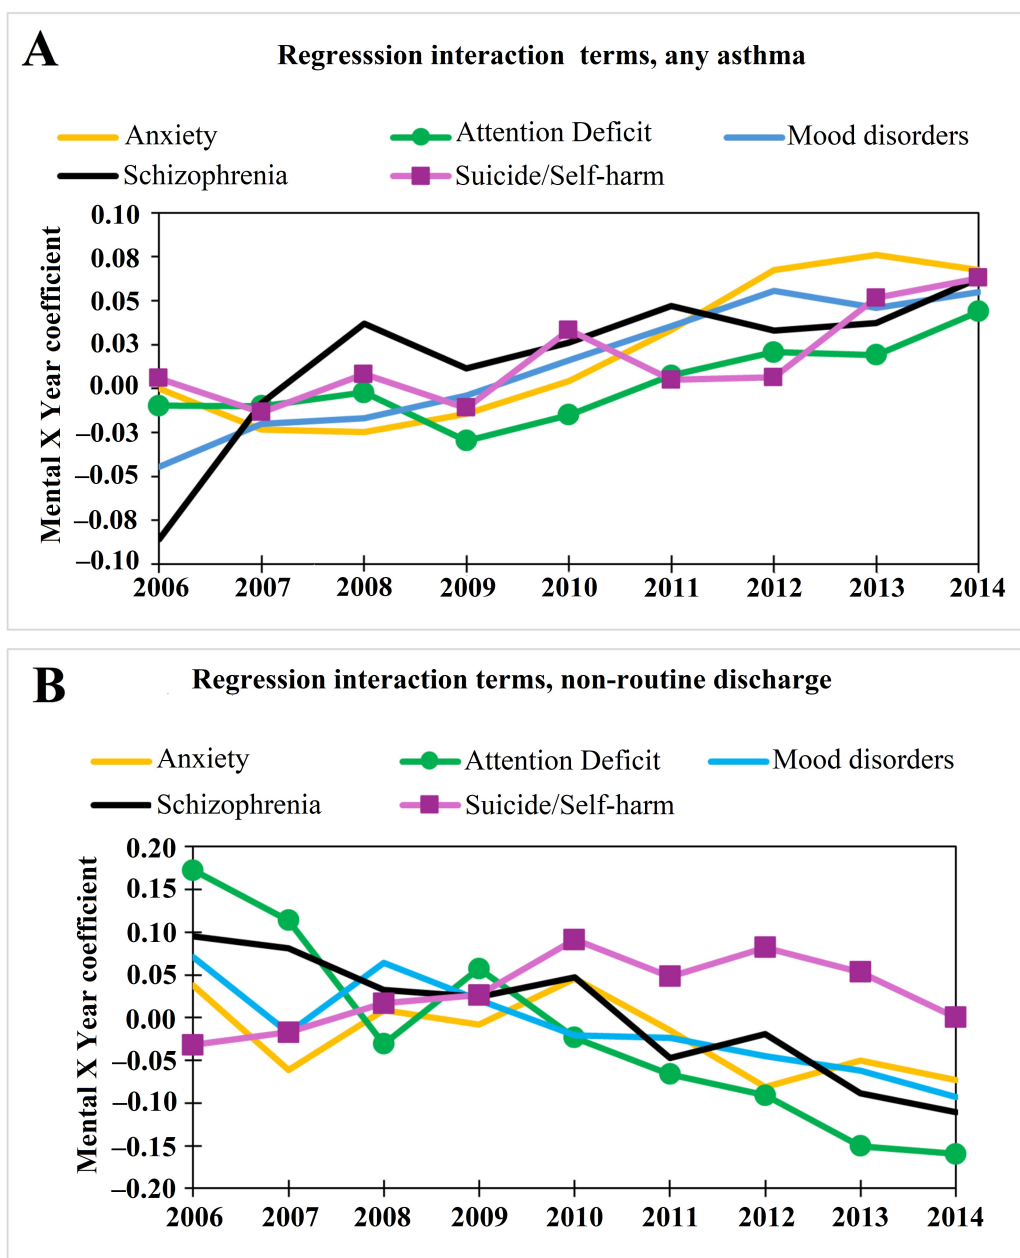 A
Regresssion interaction terms, any asthma
Anxiety
Attention Deficit
Mood disorders
Schizophrenia
Suicide/Self-harm
Mental X Year coefficient
0.10
0.08
0.05
0.03
0.00
–0.03
–0.05
–0.08
–0.10
2006 2007 2008 2009 2010 2011 2012 2013 2014
B
Regression interaction terms, non-routine discharge
Anxiety
Attention Deficit
Mood disorders
Schizophrenia
Suicide/Self-harm
Mental X Year coefficient
0.20
0.15
0.10
0.05
0.00
–0.05
–0.10
–0.15
–0.20
2006 2007 2008 2009 2010 2011 2012 2013 2014